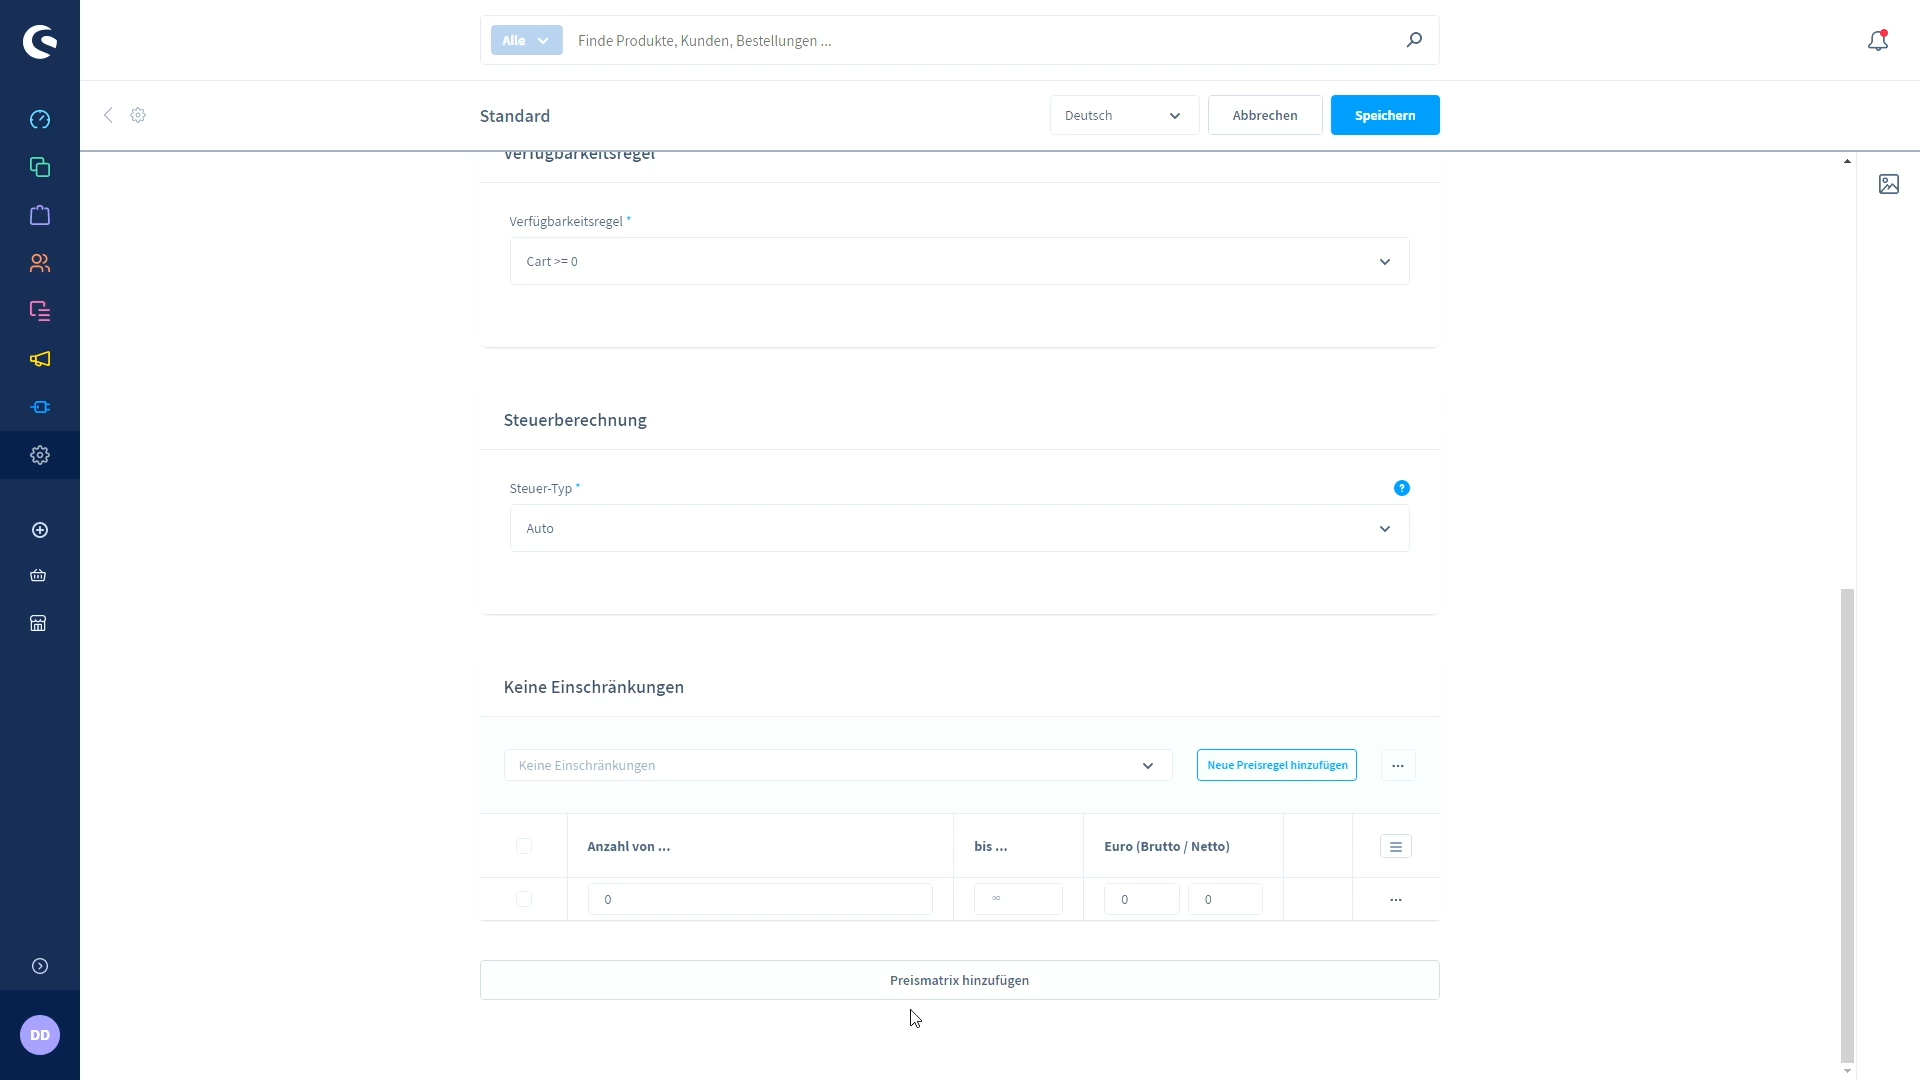 Alle
Finde Produkte, Kunden, Bestellungen ...
Standard
Deutsch
Abbrechen
Speichern
Verfügbarkeitsregel
Verfügbarkeitsregel *
Cart >= 0
Steuerberechnung
Steuer-Typ *
?
Auto
Keine Einschränkungen
Keine Einschränkungen
Neue Preisregel hinzufügen
...
Anzahl von ...
bis ...
Euro (Brutto / Netto)
0
∞
0
0
...
Preismatrix hinzufügen
DD